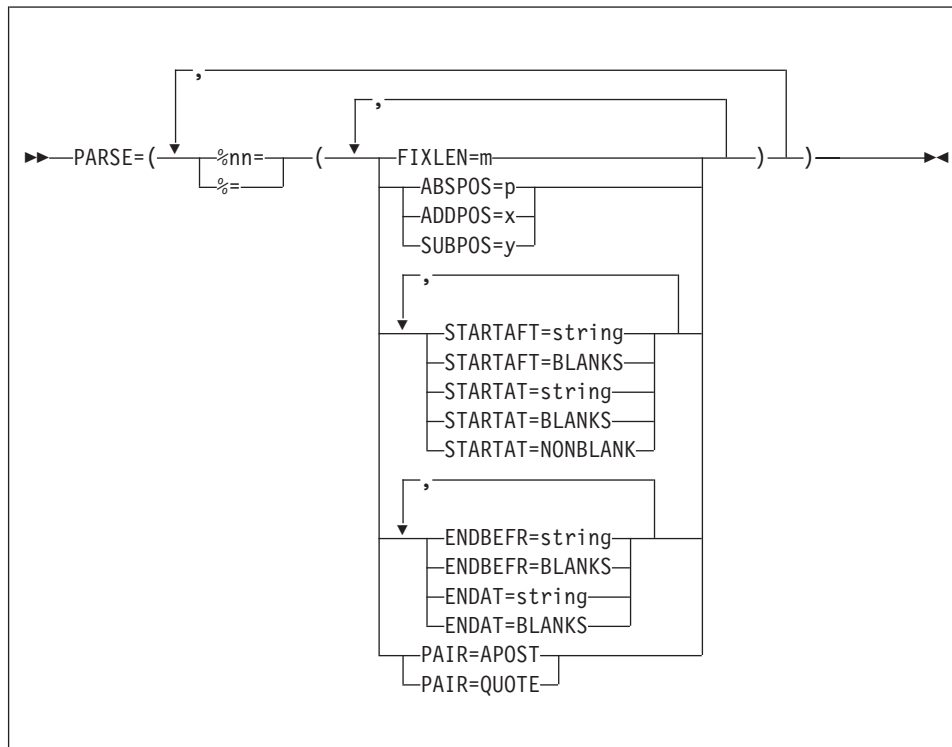 ,
,
PARSE=( %nn= ( FIXLEN=m ) )
%= ABSPOS=p
ADDPOS=x
SUBPOS=y
,
STARTAFT=string
STARTAFT=BLANKS
STARTAT=string
STARTAT=BLANKS
STARTAT=NONBLANK
,
ENDBEFR=string
ENDBEFR=BLANKS
ENDAT=string
ENDAT=BLANKS
PAIR=APOST
PAIR=QUOTE